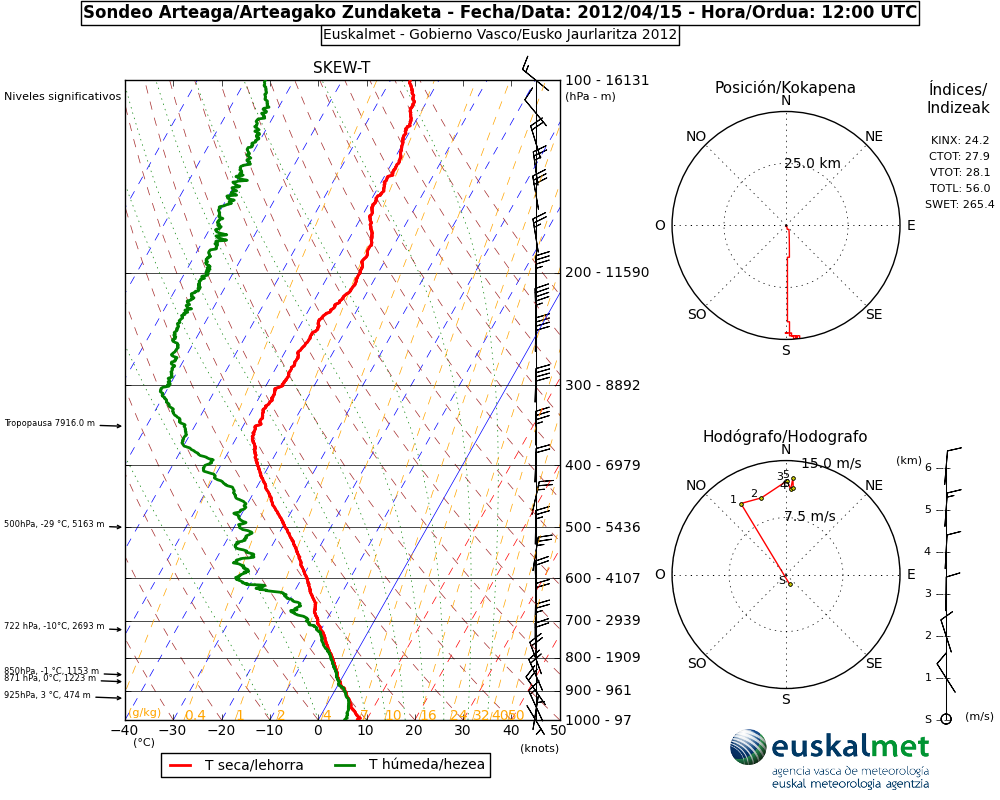 Sondeo Arteaga/Arteagako Zundaketa - Fecha/Data: 2012/04/15 - Hora/Ordua: 12:00 UTC
Euskalmet - Gobierno Vasco/Eusko Jaurlaritza 2012
SKEW-T
Niveles significativos
100 - 16131
(hPa - m)
200 - 11590
300 - 8892
400 - 6979
500 - 5436
600 - 4107
700 - 2939
800 - 1909
900 - 961
1000 - 97
Tropopausa 7916.0 m
500hPa, -29 °C, 5163 m
722 hPa, -10°C, 2693 m
850hPa, -1 °C, 1153 m
871 hPa, 0°C, 1223 m
925hPa, 3 °C, 474 m
(g/kg) 0.4 1 2 4 7 10 16 24 32 40 50
−40 −30 −20 −10 0 10 20 30 40 50
(°C)
(knots)
T seca/lehorra T húmeda/hezea
Posición/Kokapena
N
NO NE
25.0 km
O E
SO SE
S
Índices/
Indizeak
KINX: 24.2
CTOT: 27.9
VTOT: 28.1
TOTL: 56.0
SWET: 265.4
Hodógrafo/Hodografo
N
15.0 m/s
NO NE
1 2 3 5
7.5 m/s
O E
S
SO SE
S
(km)
6
5
4
3
2
1
S (m/s)
euskalmet
agencia vasca de meteorología
euskal meteorologia agentzia